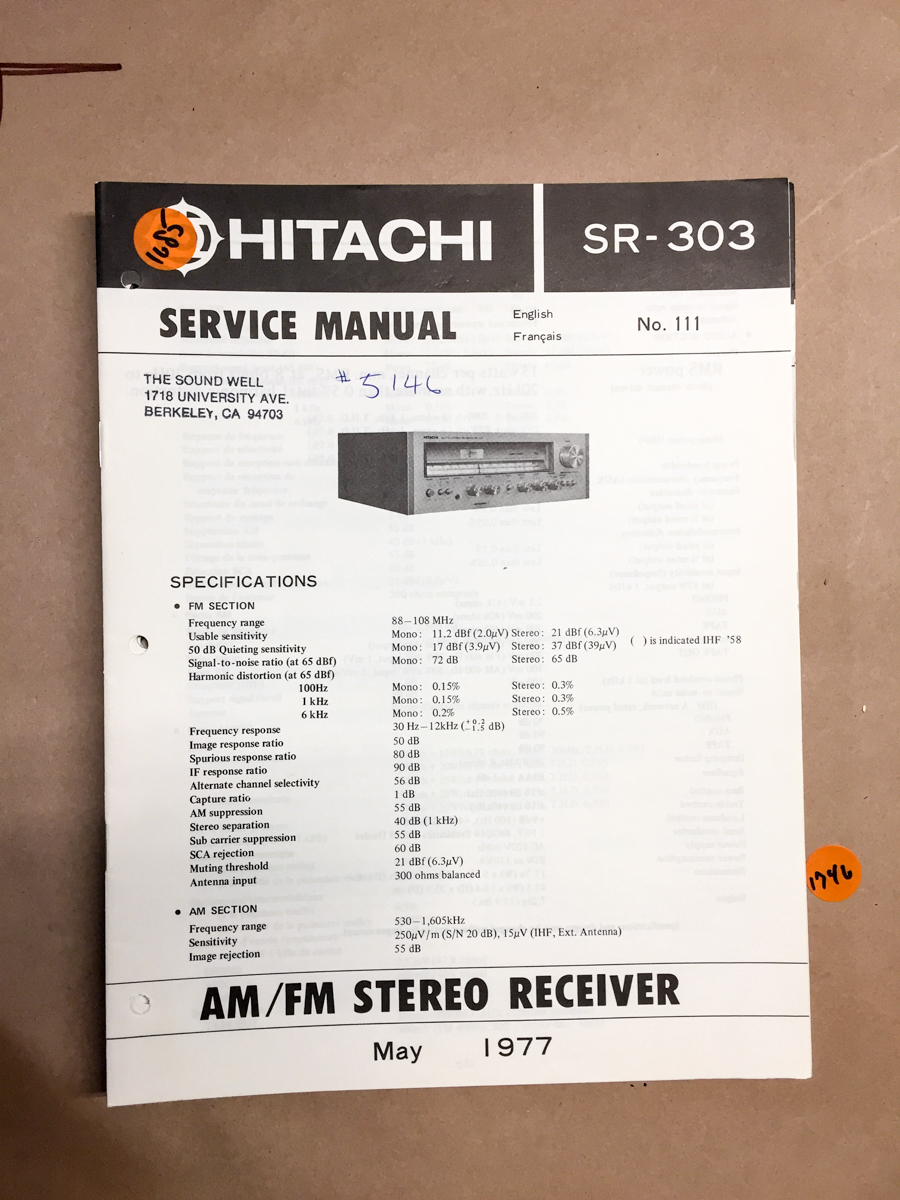 1685
HITACHI
SR-303
SERVICE MANUAL
English
Français
No. 111
THE SOUND WELL
1718 UNIVERSITY AVE.
BERKELEY, CA 94703
#5146
HITACHI
SPECIFICATIONS
• FM SECTION
Frequency range 88–108 MHz
Usable sensitivity Mono: 11.2 dBf (2.0μV) Stereo: 21 dBf (6.3μV)
50 dB Quieting sensitivity Mono: 17 dBf (3.9μV) Stereo: 37 dBf (39μV) ( ) is indicated IHF '58
Signal-to-noise ratio (at 65 dBf) Mono: 72 dB Stereo: 65 dB
Harmonic distortion (at 65 dBf)
100Hz Mono: 0.15% Stereo: 0.3%
1 kHz Mono: 0.15% Stereo: 0.3%
6 kHz Mono: 0.2% Stereo: 0.5%
Frequency response 30 Hz–12kHz (+0.2 −1.5 dB)
Image response ratio 50 dB
Spurious response ratio 80 dB
IF response ratio 90 dB
Alternate channel selectivity 56 dB
Capture ratio 1 dB
AM suppression 55 dB
Stereo separation 40 dB (1 kHz)
Sub carrier suppression 55 dB
SCA rejection 60 dB
Muting threshold 21 dBf (6.3μV)
Antenna input 300 ohms balanced
• AM SECTION
Frequency range 530–1,605kHz
Sensitivity 250μV/m (S/N 20 dB), 15μV (IHF, Ext. Antenna)
Image rejection 55 dB
1746
AM/FM STEREO RECEIVER
May 1977